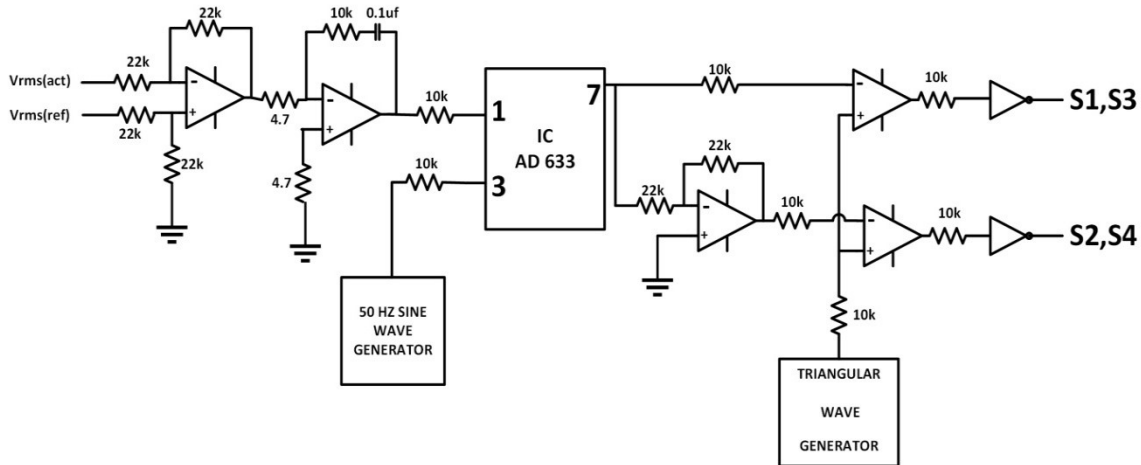 22k
10k 0.1uf
Vrms(act)
22k
-
+
Vrms(ref)
22k
22k
4.7
-
+
4.7
10k
10k
1
3
7
IC
AD 633
50 HZ SINE
WAVE
GENERATOR
10k
-
+
10k
S1,S3
22k
22k
-
+
10k
-
+
10k
S2,S4
10k
TRIANGULAR
WAVE
GENERATOR